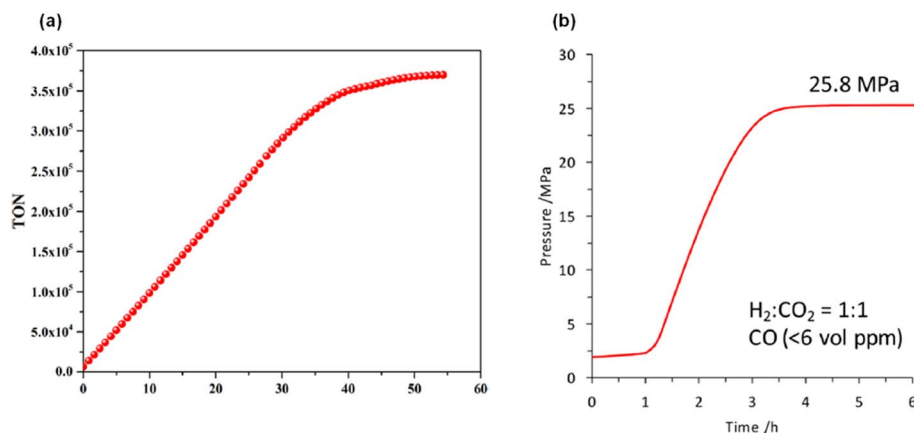 (a)
TON
4.0x10⁵
3.5x10⁵
3.0x10⁵
2.5x10⁵
2.0x10⁵
1.5x10⁵
1.0x10⁵
5.0x10⁴
0.0
0 10 20 30 40 50 60
(b)
Pressure /MPa
30
25
20
15
10
5
0
25.8 MPa
H₂:CO₂ = 1:1
CO (<6 vol ppm)
0 1 2 3 4 5 6
Time /h